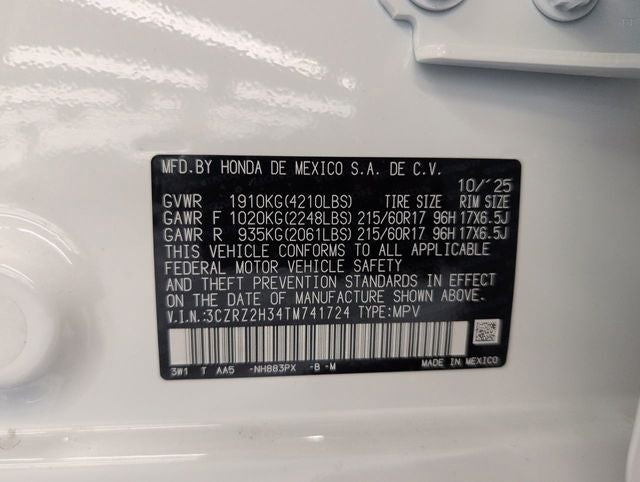 MFD.BY HONDA DE MEXICO S.A. DE C.V.
10/'25
GVWR 1910KG(4210LBS) TIRE SIZE RIM SIZE
GAWR F 1020KG(2248LBS) 215/60R17 96H 17X6.5J
GAWR R 935KG(2061LBS) 215/60R17 96H 17X6.5J
THIS VEHICLE CONFORMS TO ALL APPLICABLE
FEDERAL MOTOR VEHICLE SAFETY
AND THEFT PREVENTION STANDARDS IN EFFECT
ON THE DATE OF MANUFACTURE SHOWN ABOVE.
V.I.N.:3CZRZ2H34TM741724 TYPE:MPV
3W1 T AA5 -NH883PX -B -M MADE IN MEXICO